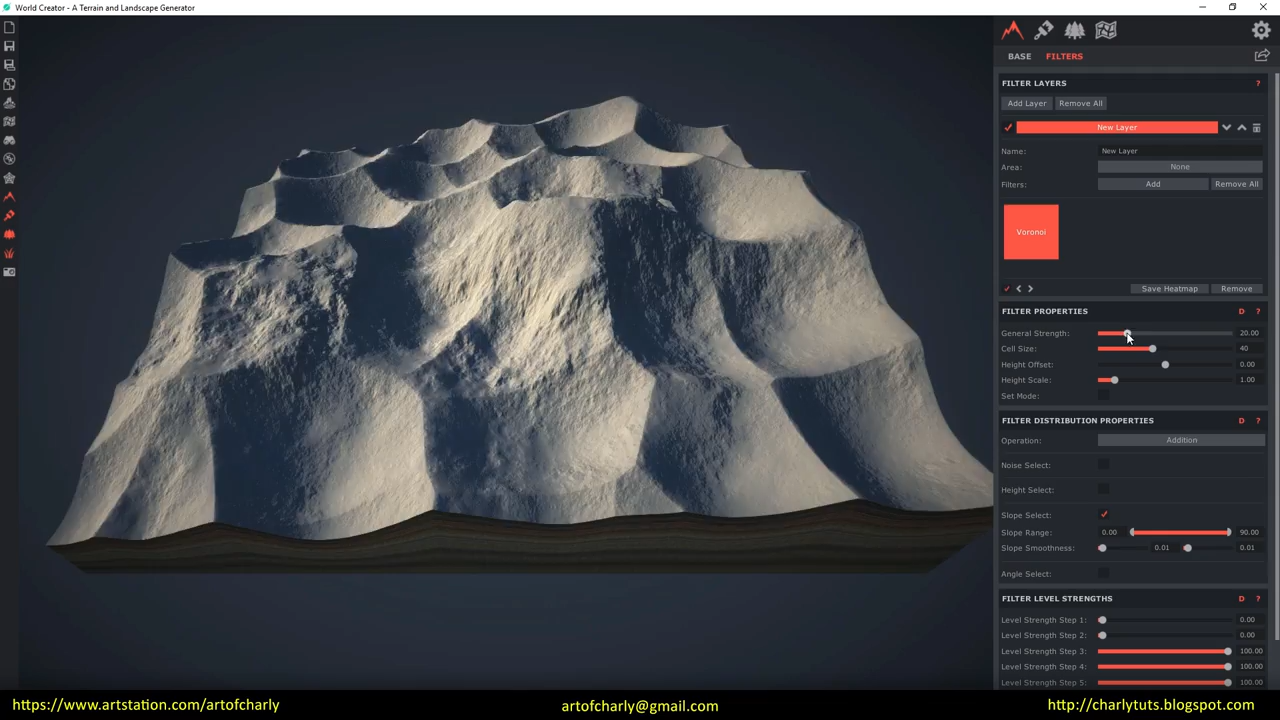 World Creator - A Terrain and Landscape Generator
BASE FILTERS
FILTER LAYERS ?
Add Layer Remove All
New Layer
Name: New Layer
Area: None
Filters: Add Remove All
Voronoi
Save Heatmap Remove
FILTER PROPERTIES D ?
General Strength: 20.00
Cell Size: 40
Height Offset: 0.00
Height Scale: 1.00
Set Mode:
FILTER DISTRIBUTION PROPERTIES D ?
Operation: Addition
Noise Select:
Height Select:
Slope Select:
Slope Range: 0.00 90.00
Slope Smoothness: 0.01 0.01
Angle Select:
FILTER LEVEL STRENGTHS D ?
Level Strength Step 1: 0.00
Level Strength Step 2: 0.00
Level Strength Step 3: 100.00
Level Strength Step 4: 100.00
Level Strength Step 5: 100.00
https://www.artstation.com/artofcharly artofcharly@gmail.com http://charlytuts.blogspot.com